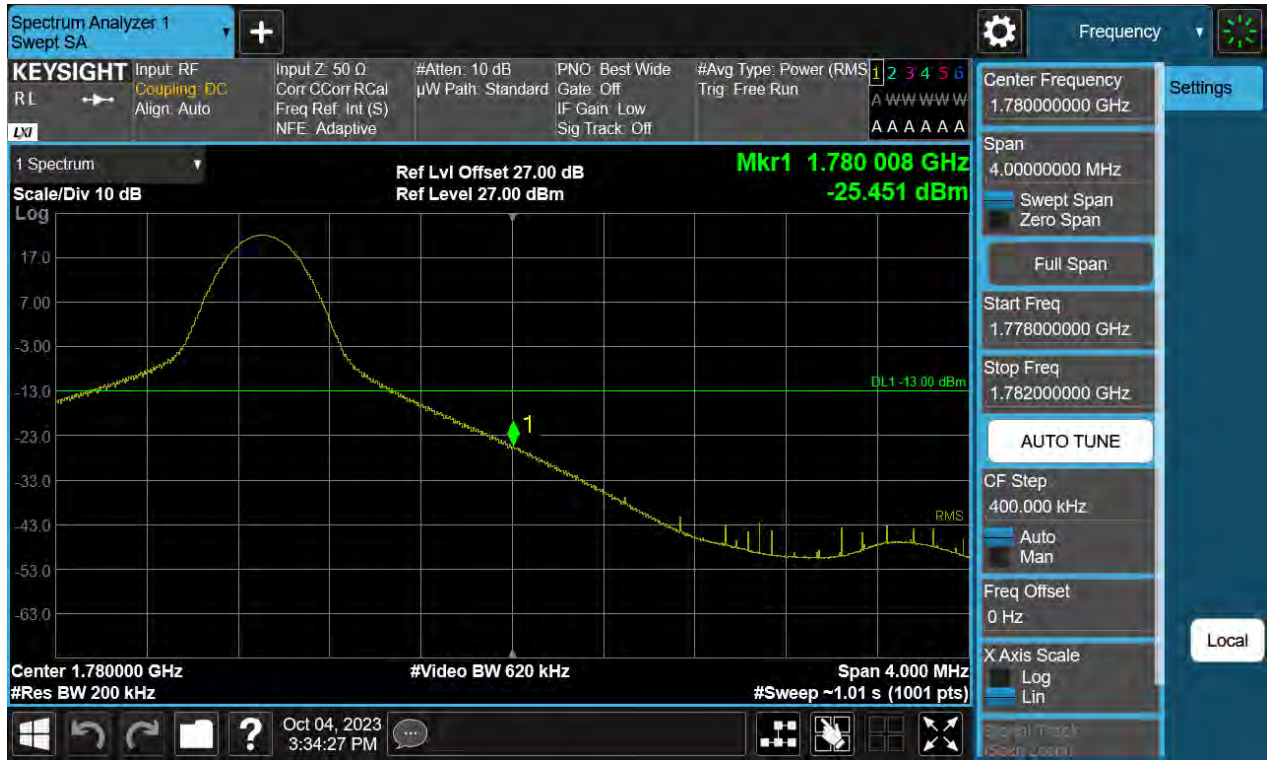 Spectrum Analyzer 1
Swept SA
+
Frequency
KEYSIGHT
RL
LXI
Input: RF
Coupling: DC
Align: Auto
Input Z: 50 Ω
Corr CCorr RCal
Freq Ref: Int (S)
NFE: Adaptive
#Atten: 10 dB
µW Path: Standard
PNO: Best Wide
Gate: Off
IF Gain: Low
Sig Track: Off
#Avg Type: Power (RMS
Trig: Free Run
1 2 3 4 5 6
A W W W W W
A A A A A A
1 Spectrum
Scale/Div 10 dB
Log
Ref Lvl Offset 27.00 dB
Ref Level 27.00 dBm
Mkr1 1.780 008 GHz
-25.451 dBm
17.0
7.00
-3.00
-13.0
-23.0
-33.0
-43.0
-53.0
-63.0
DL1 -13.00 dBm
1
RMS
Center 1.780000 GHz
#Res BW 200 kHz
#Video BW 620 kHz
Span 4.000 MHz
#Sweep ~1.01 s (1001 pts)
Center Frequency
1.780000000 GHz
Settings
Span
4.00000000 MHz
Swept Span
Zero Span
Full Span
Start Freq
1.778000000 GHz
Stop Freq
1.782000000 GHz
AUTO TUNE
CF Step
400.000 kHz
Auto
Man
Freq Offset
0 Hz
X Axis Scale
Log
Lin
Local
Signal Track
(Span Zoom)
?
Oct 04, 2023
3:34:27 PM